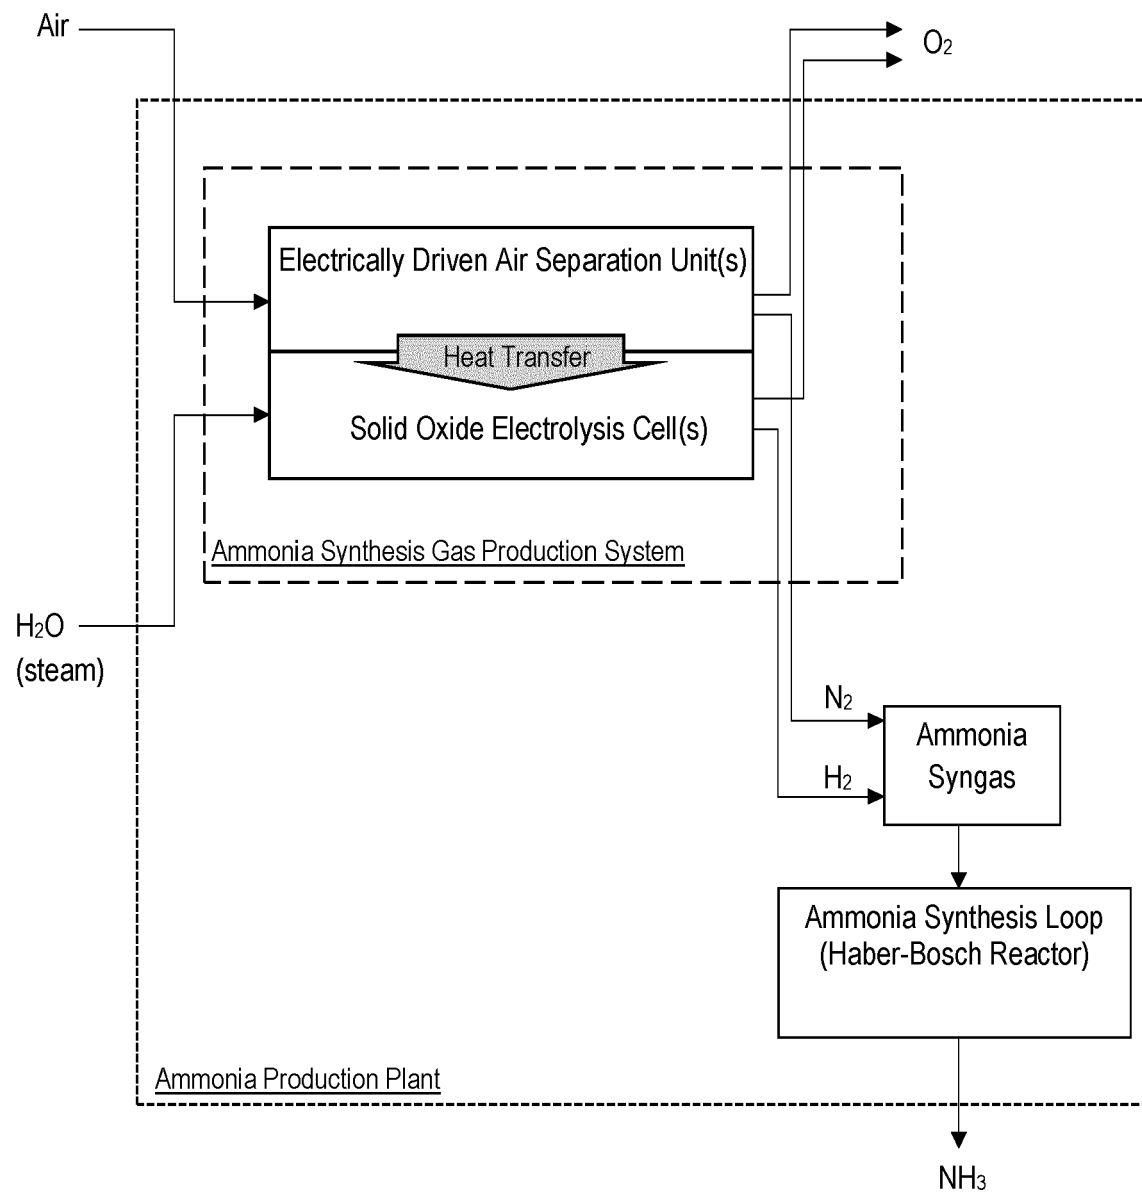 Air
O2
Electrically Driven Air Separation Unit(s)
Heat Transfer
Solid Oxide Electrolysis Cell(s)
Ammonia Synthesis Gas Production System
H2O
(steam)
N2
H2
Ammonia
Syngas
Ammonia Synthesis Loop
(Haber-Bosch Reactor)
Ammonia Production Plant
NH3